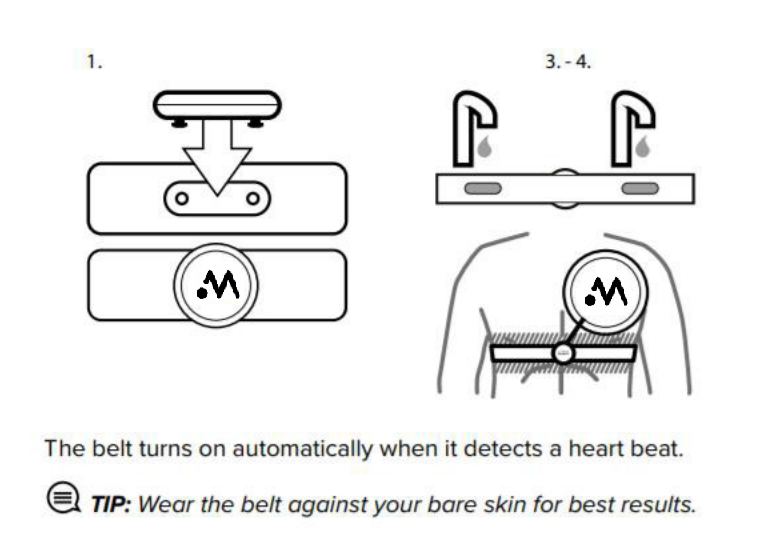 1.
3. - 4.
The belt turns on automatically when it detects a heart beat.
TIP: Wear the belt against your bare skin for best results.